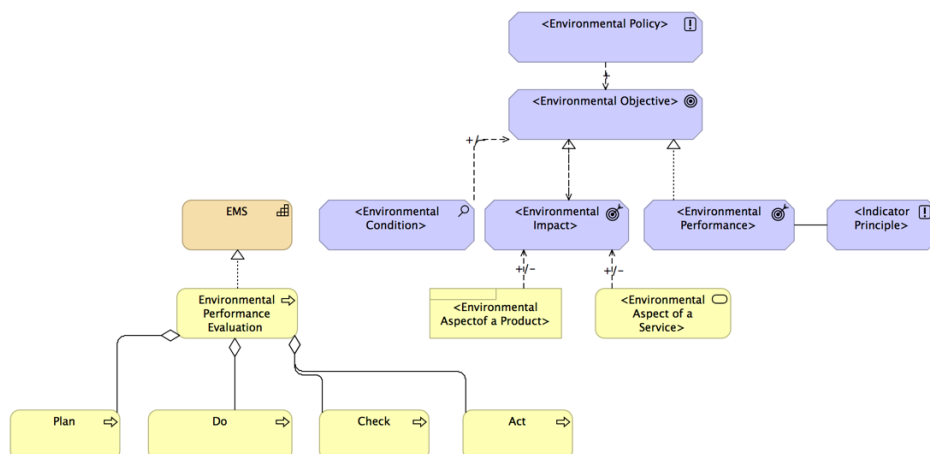 <Environmental Policy>
+
<Environmental Objective>
+/-
EMS
<Environmental
Condition>
<Environmental
Impact>
<Environmental
Performance>
<Indicator
Principle>
+/-
+/-
Environmental
Performance
Evaluation
<Environmental
Aspectof a Product>
<Environmental
Aspect of a
Service>
Plan
Do
Check
Act